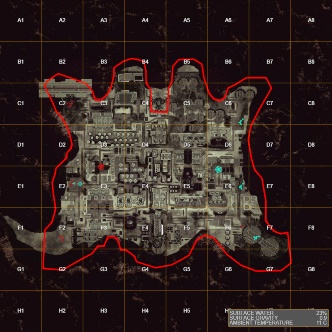 A1 A2 A3 A4 A5 A6 A7 A8
B1 B2 B3 B4 B5 B6 B7 B8
C1 C2 C3 C4 C5 C6 C7 C8
D1 D2 D3 D4 D5 D6 D7 D8
E1 E2 E3 E4 E5 E6 E7 E8
F1 F2 F3 F4 F5 F6 F7 F8
G1 G2 G3 G4 G5 G6 G7 G8
H1 H2 H3 H4 H5 H6
SURFACE WATER 23%
SURFACE GRAVITY
AMBIENT TEMPERATURE